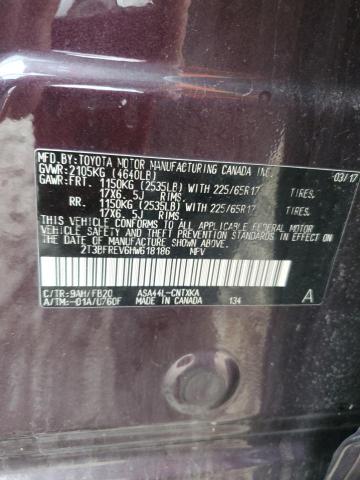 MFD.BY:TOYOTA MOTOR MANUFACTURING CANADA INC. 03/17
GVWR:2105KG (4640LB)
GAWR:FRT. 1150KG (2535LB) WITH 225/65R17 TIRES,
17X6.5J RIMS,
RR. 1150KG (2535LB) WITH 225/65R17 TIRES,
17X6.5J RIMS,
THIS VEHICLE CONFORMS TO ALL APPLICABLE FEDERAL MOTOR
VEHICLE SAFETY STANDARDS IN EFFECT ON THE DATE OF
MANUFACTURE SHOWN ABOVE.
2T3BFREV6HW618186 MPV
C/TR:9AH/FB20 ASA44L-CNTXKA A
A/TM:-01A/U760F MADE IN CANADA 134